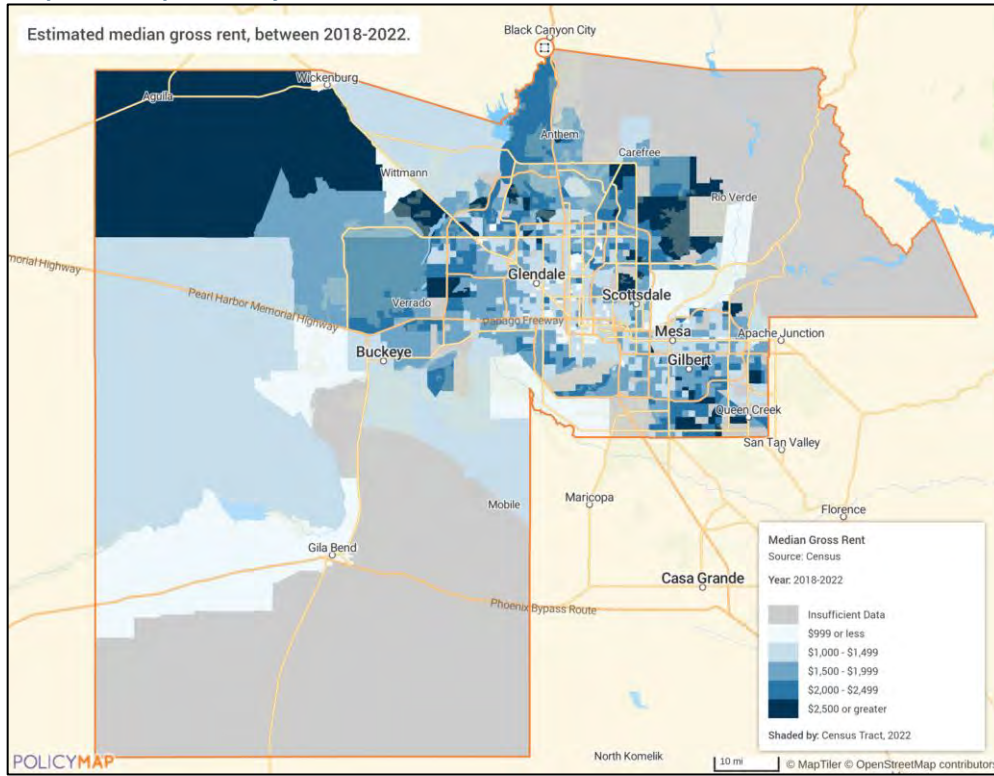 Estimated median gross rent, between 2018-2022.
Black Canyon City
Wickenburg
Aguila
Anthem
Carefree
Wittmann
Rio Verde
morial Highway
Glendale
Scottsdale
Pearl Harbor Memorial Highway
Verrado
Papago Freeway
Mesa
Apache Junction
Buckeye
Gilbert
Queen Creek
San Tan Valley
Maricopa
Mobile
Florence
Gila Bend
Casa Grande
Phoenix Bypass Route
Median Gross Rent
Source: Census
Year: 2018-2022
Insufficient Data
$999 or less
$1,000 - $1,499
$1,500 - $1,999
$2,000 - $2,499
$2,500 or greater
Shaded by: Census Tract, 2022
POLICYMAP
North Komelik
10 mi
© MapTiler © OpenStreetMap contributors